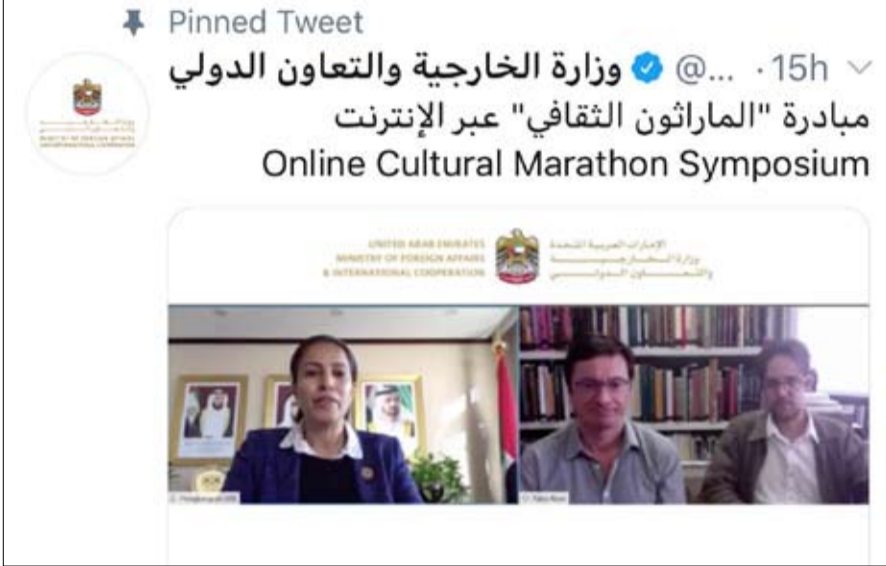 Pinned Tweet
وزارة الخارجية والتعاون الدولي @... · 15h
مبادرة "الماراثون الثقافي" عبر الإنترنت
Online Cultural Marathon Symposium
UNITED ARAB EMIRATES
MINISTRY OF FOREIGN AFFAIRS
& INTERNATIONAL COOPERATION
الإمارات العربية المتحدة
وزارة الخارجية
والتعاون الدولي